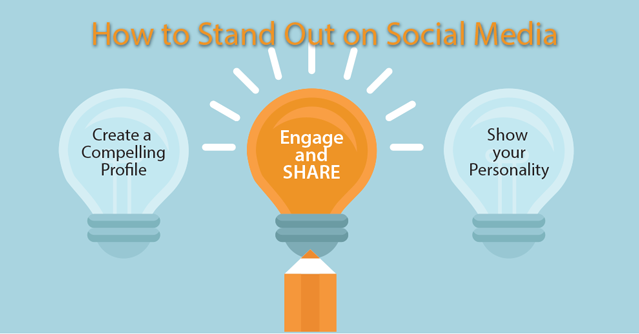 How to Stand Out on Social Media
Create a
Compelling
Profile
Engage
and
SHARE
Show
your
Personality